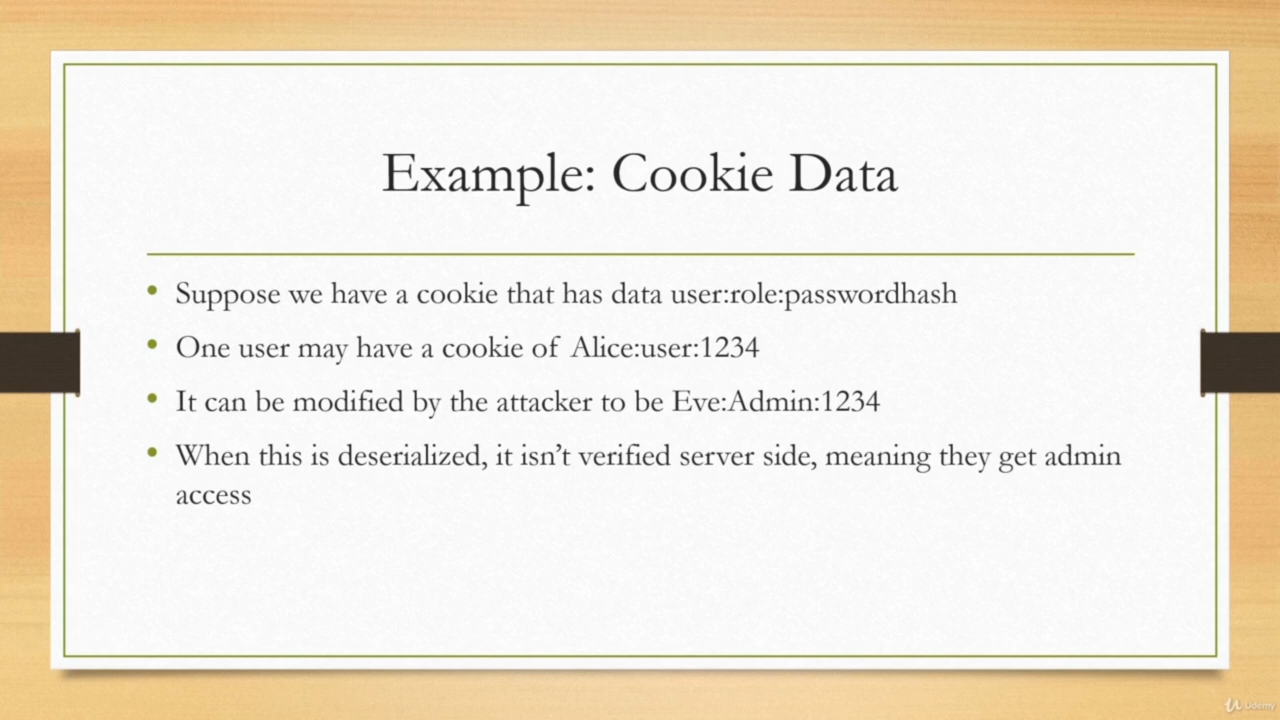 Example: Cookie Data
• Suppose we have a cookie that has data user:role:passwordhash
• One user may have a cookie of Alice:user:1234
• It can be modified by the attacker to be Eve:Admin:1234
• When this is deserialized, it isn’t verified server side, meaning they get admin
access
Udemy